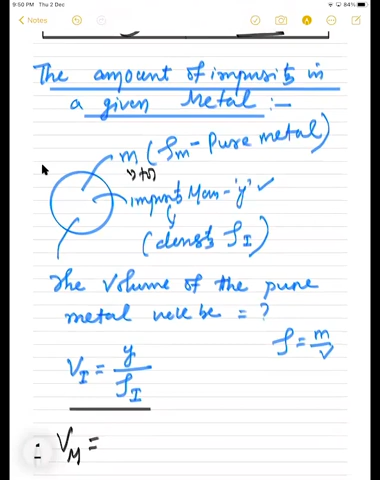 9:50 PM Thu 2 Dec
84%
Notes
The amount of impurity in
a given Metal :-
m (ρm - Pure metal)
impurity Mass - 'y' ✓
(density ρI)
The Volume of the pure
metal will be = ?
ρ = m/V
VI = y/ρI
∴ VM =